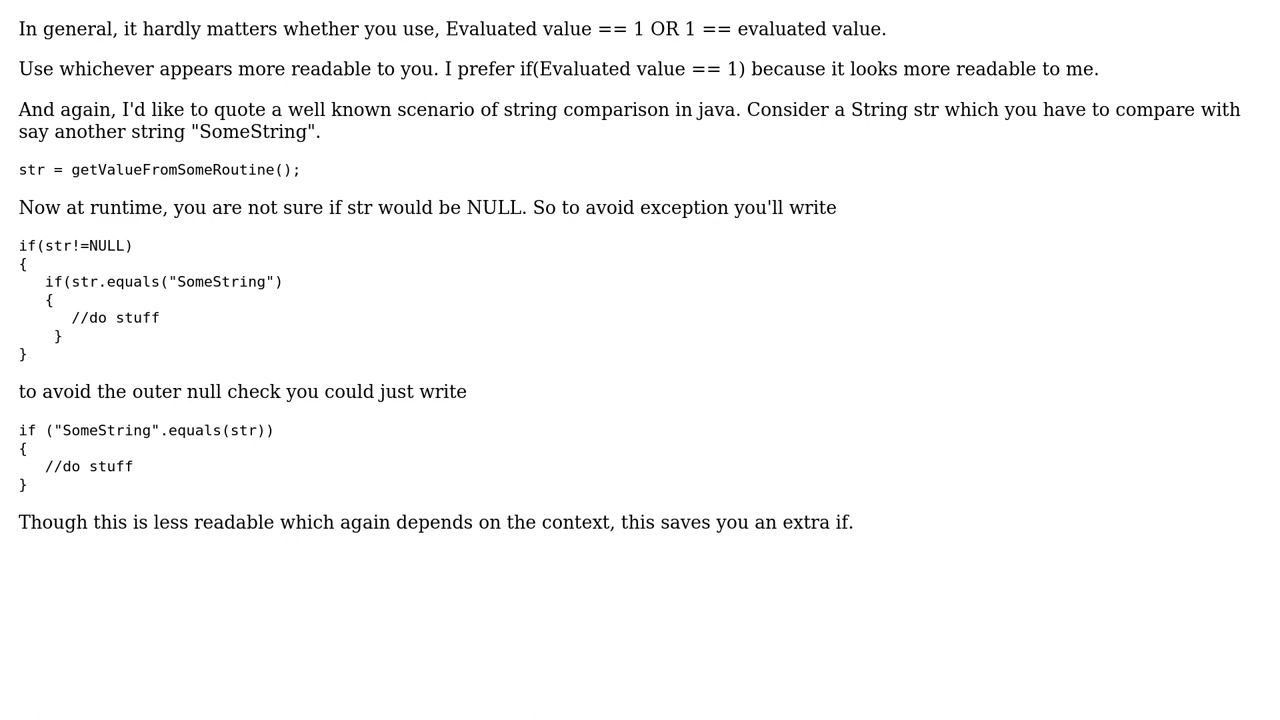 In general, it hardly matters whether you use, Evaluated value == 1 OR 1 == evaluated value.
Use whichever appears more readable to you. I prefer if(Evaluated value == 1) because it looks more readable to me.
And again, I'd like to quote a well known scenario of string comparison in java. Consider a String str which you have to compare with
say another string "SomeString".
str = getValueFromSomeRoutine();
Now at runtime, you are not sure if str would be NULL. So to avoid exception you'll write
if(str!=NULL)
{
   if(str.equals("SomeString")
   {
      //do stuff
    }
}
to avoid the outer null check you could just write
if ("SomeString".equals(str))
{
   //do stuff
}
Though this is less readable which again depends on the context, this saves you an extra if.